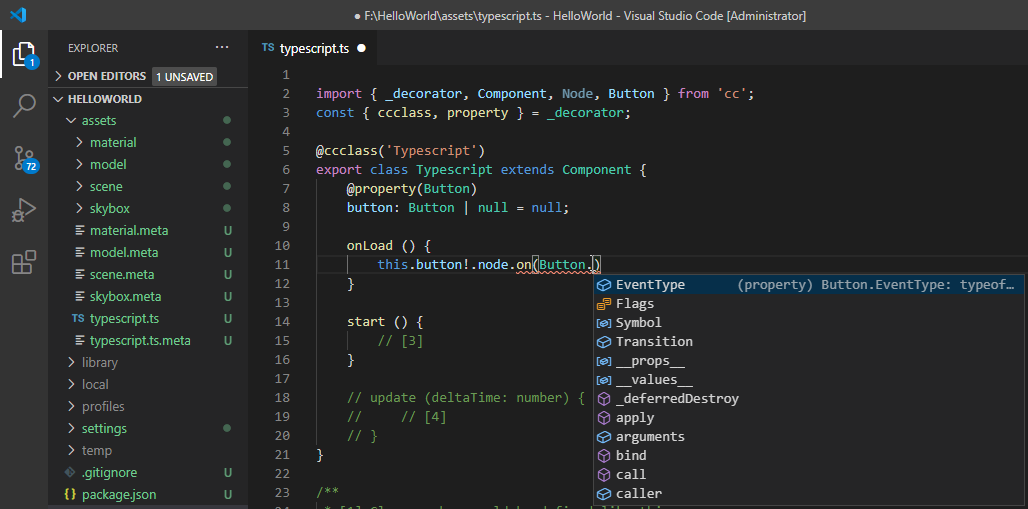 ● F:\HelloWorld\assets\typescript.ts - HelloWorld - Visual Studio Code [Administrator]
EXPLORER ···
TS typescript.ts ●
1
OPEN EDITORS 1 UNSAVED
HELLOWORLD
assets
material
model
scene
skybox
material.meta U
model.meta U
scene.meta U
skybox.meta U
TS typescript.ts U
typescript.ts.meta U
library
local
profiles
settings
temp
.gitignore U
{} package.json U
72
1
2 import { _decorator, Component, Node, Button } from 'cc';
3 const { ccclass, property } = _decorator;
4
5 @ccclass('Typescript')
6 export class Typescript extends Component {
7 @property(Button)
8 button: Button | null = null;
9
10 onLoad () {
11 this.button!.node.on(Button.)
12 }
13
14 start () {
15 // [3]
16 }
17
18 // update (deltaTime: number) {
19 // // [4]
20 // }
21 }
22
23 /**
EventType (property) Button.EventType: typeof…
Flags
Symbol
Transition
__props__
__values__
_deferredDestroy
apply
arguments
bind
call
caller